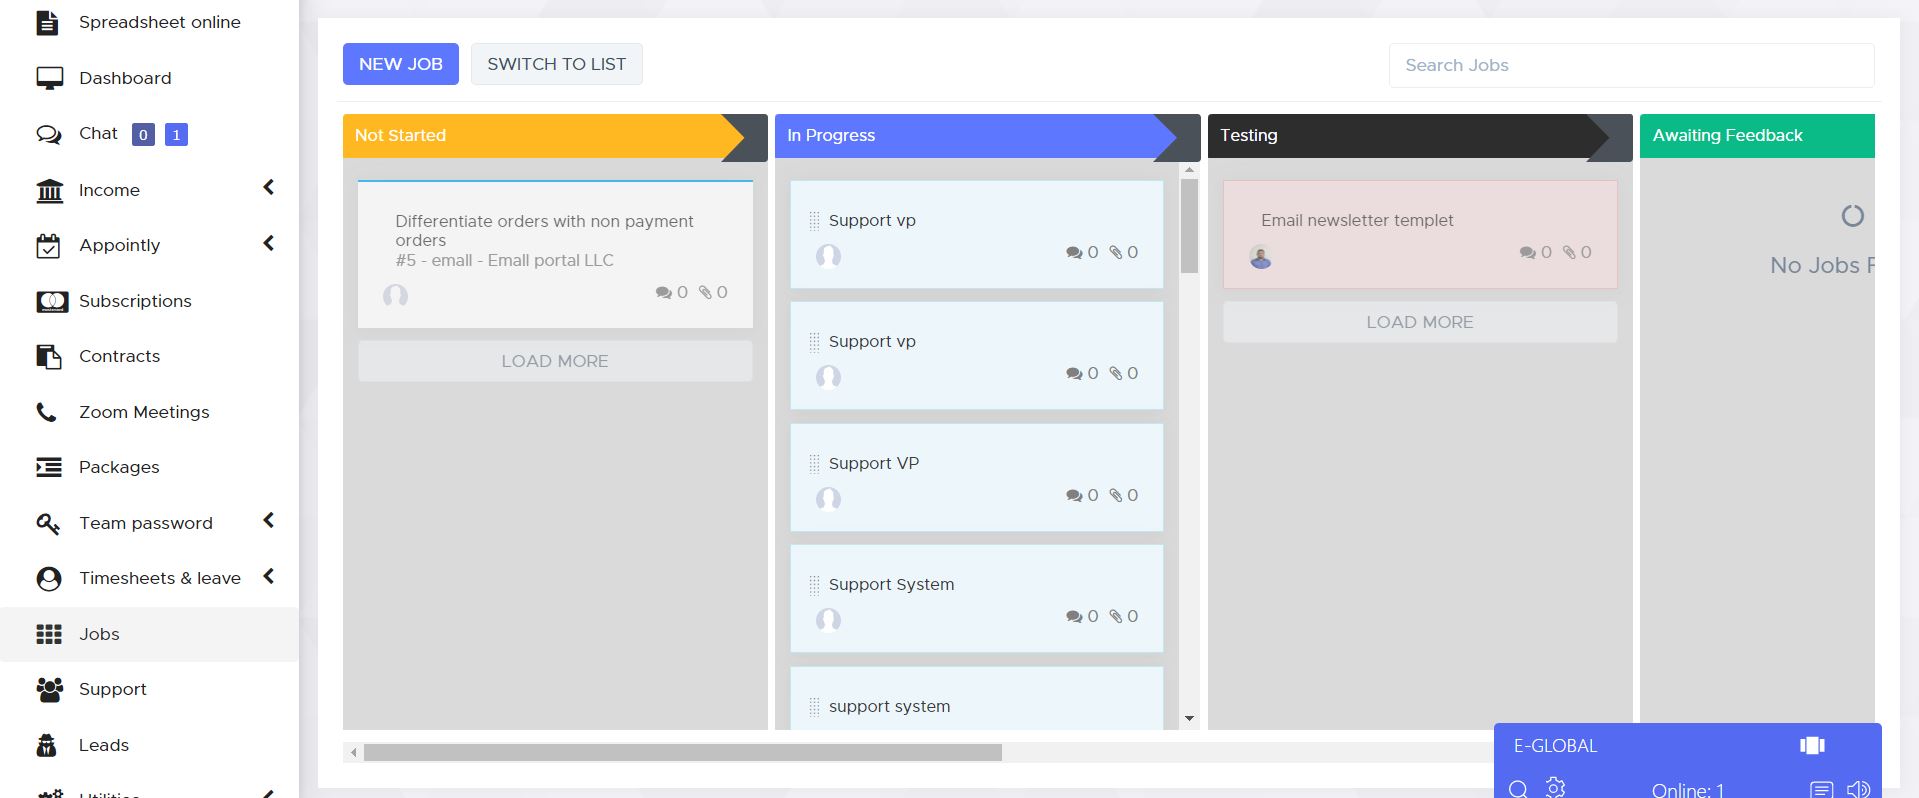 Spreadsheet online
Dashboard
Chat 0 1
Income
Appointly
Subscriptions
Contracts
Zoom Meetings
Packages
Team password
Timesheets & leave
Jobs
Support
Leads
Utilities
NEW JOB
SWITCH TO LIST
Search Jobs
Not Started
Differentiate orders with non payment
orders
#5 - emall - Emall portal LLC
0 0
LOAD MORE
In Progress
Support vp
0 0
Support vp
0 0
Support VP
0 0
Support System
0 0
support system
Testing
Email newsletter templet
0 0
LOAD MORE
Awaiting Feedback
No Jobs F
E-GLOBAL
Online: 1